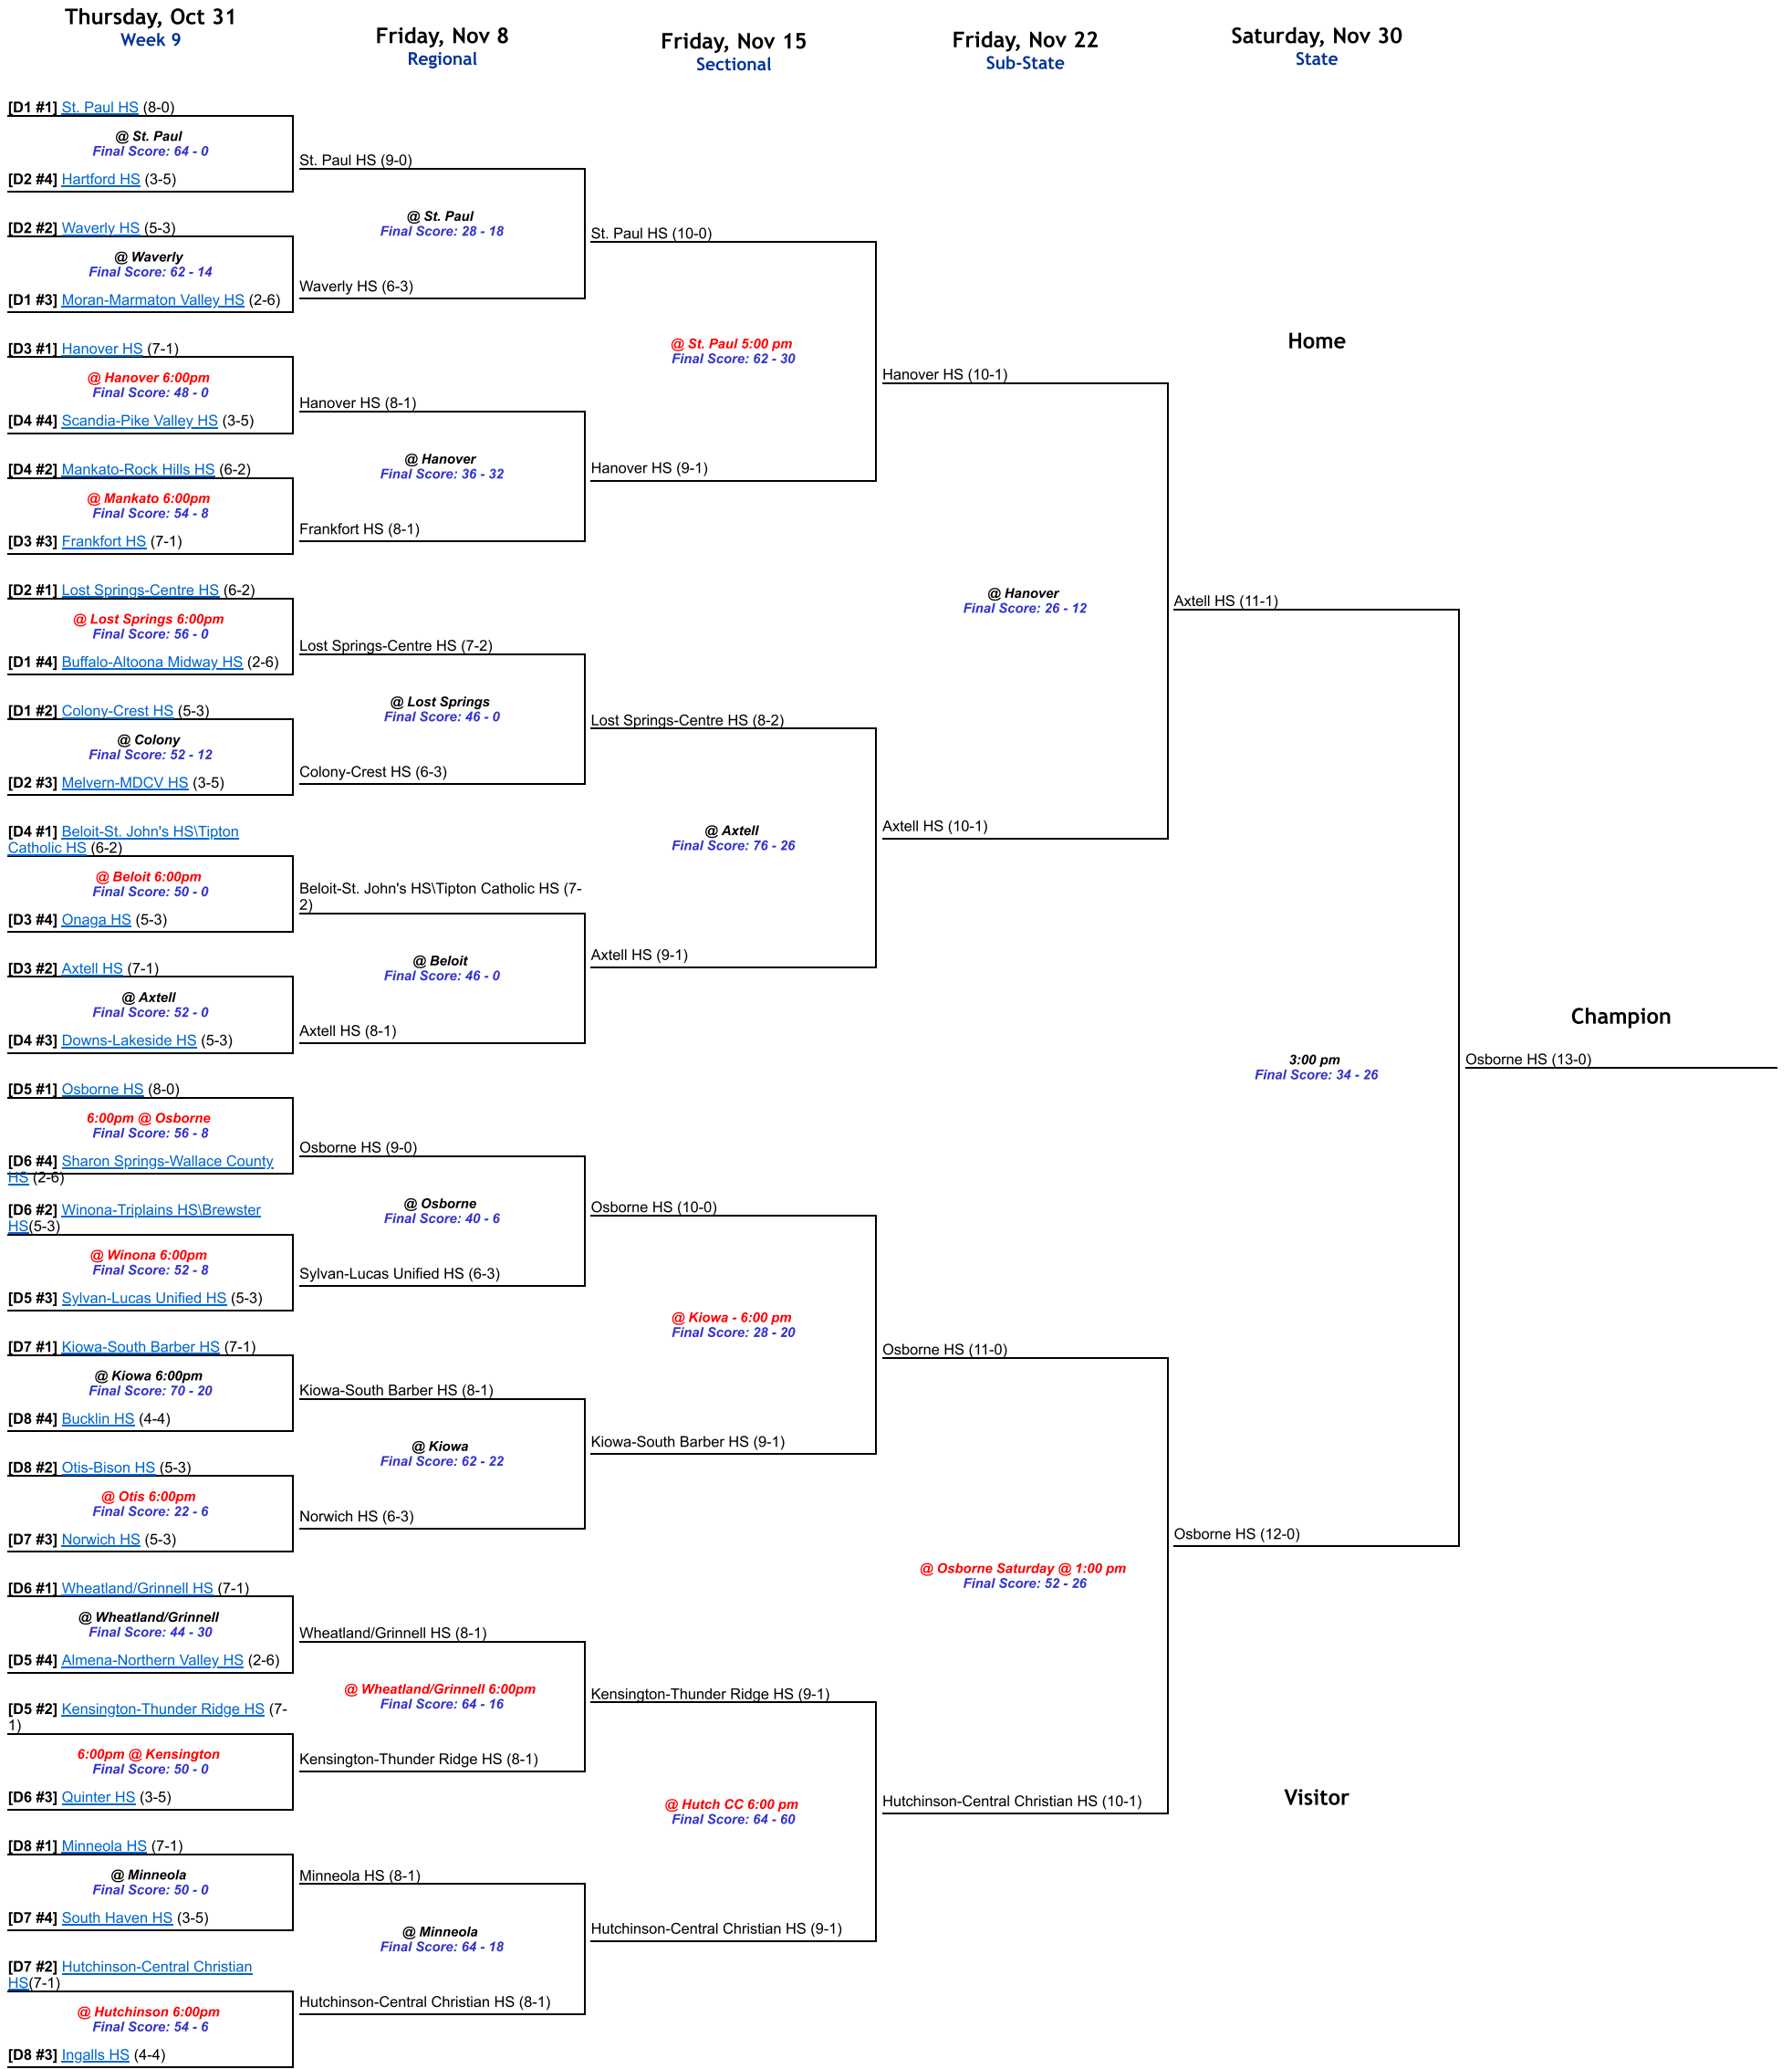 Thursday, Oct 31
Week 9
Friday, Nov 8
Regional
Friday, Nov 15
Sectional
Friday, Nov 22
Sub-State
Saturday, Nov 30
State
[D1 #1] St. Paul HS (8-0)
@ St. Paul
Final Score: 64 - 0
[D2 #4] Hartford HS (3-5)
[D2 #2] Waverly HS (5-3)
@ Waverly
Final Score: 62 - 14
[D1 #3] Moran-Marmaton Valley HS (2-6)
[D3 #1] Hanover HS (7-1)
@ Hanover 6:00pm
Final Score: 48 - 0
[D4 #4] Scandia-Pike Valley HS (3-5)
[D4 #2] Mankato-Rock Hills HS (6-2)
@ Mankato 6:00pm
Final Score: 54 - 8
[D3 #3] Frankfort HS (7-1)
[D2 #1] Lost Springs-Centre HS (6-2)
@ Lost Springs 6:00pm
Final Score: 56 - 0
[D1 #4] Buffalo-Altoona Midway HS (2-6)
[D1 #2] Colony-Crest HS (5-3)
@ Colony
Final Score: 52 - 12
[D2 #3] Melvern-MDCV HS (3-5)
[D4 #1] Beloit-St. John's HS\Tipton
Catholic HS (6-2)
@ Beloit 6:00pm
Final Score: 50 - 0
[D3 #4] Onaga HS (5-3)
[D3 #2] Axtell HS (7-1)
@ Axtell
Final Score: 52 - 0
[D4 #3] Downs-Lakeside HS (5-3)
[D5 #1] Osborne HS (8-0)
6:00pm @ Osborne
Final Score: 56 - 8
[D6 #4] Sharon Springs-Wallace County
HS (2-6)
[D6 #2] Winona-Triplains HS\Brewster
HS(5-3)
@ Winona 6:00pm
Final Score: 52 - 8
[D5 #3] Sylvan-Lucas Unified HS (5-3)
[D7 #1] Kiowa-South Barber HS (7-1)
@ Kiowa 6:00pm
Final Score: 70 - 20
[D8 #4] Bucklin HS (4-4)
[D8 #2] Otis-Bison HS (5-3)
@ Otis 6:00pm
Final Score: 22 - 6
[D7 #3] Norwich HS (5-3)
[D6 #1] Wheatland/Grinnell HS (7-1)
@ Wheatland/Grinnell
Final Score: 44 - 30
[D5 #4] Almena-Northern Valley HS (2-6)
[D5 #2] Kensington-Thunder Ridge HS (7-
1)
6:00pm @ Kensington
Final Score: 50 - 0
[D6 #3] Quinter HS (3-5)
[D8 #1] Minneola HS (7-1)
@ Minneola
Final Score: 50 - 0
[D7 #4] South Haven HS (3-5)
[D7 #2] Hutchinson-Central Christian
HS(7-1)
@ Hutchinson 6:00pm
Final Score: 54 - 6
[D8 #3] Ingalls HS (4-4)
St. Paul HS (9-0)
@ St. Paul
Final Score: 28 - 18
Waverly HS (6-3)
Hanover HS (8-1)
@ Hanover
Final Score: 36 - 32
Frankfort HS (8-1)
Lost Springs-Centre HS (7-2)
@ Lost Springs
Final Score: 46 - 0
Colony-Crest HS (6-3)
Beloit-St. John's HS\Tipton Catholic HS (7-
2)
@ Beloit
Final Score: 46 - 0
Axtell HS (8-1)
Osborne HS (9-0)
@ Osborne
Final Score: 40 - 6
Sylvan-Lucas Unified HS (6-3)
Kiowa-South Barber HS (8-1)
@ Kiowa
Final Score: 62 - 22
Norwich HS (6-3)
Wheatland/Grinnell HS (8-1)
@ Wheatland/Grinnell 6:00pm
Final Score: 64 - 16
Kensington-Thunder Ridge HS (8-1)
Minneola HS (8-1)
@ Minneola
Final Score: 64 - 18
Hutchinson-Central Christian HS (8-1)
St. Paul HS (10-0)
@ St. Paul 5:00 pm
Final Score: 62 - 30
Hanover HS (9-1)
Lost Springs-Centre HS (8-2)
@ Axtell
Final Score: 76 - 26
Axtell HS (9-1)
Osborne HS (10-0)
@ Kiowa - 6:00 pm
Final Score: 28 - 20
Kiowa-South Barber HS (9-1)
Kensington-Thunder Ridge HS (9-1)
@ Hutch CC 6:00 pm
Final Score: 64 - 60
Hutchinson-Central Christian HS (9-1)
Hanover HS (10-1)
@ Hanover
Final Score: 26 - 12
Axtell HS (10-1)
Osborne HS (11-0)
@ Osborne Saturday @ 1:00 pm
Final Score: 52 - 26
Hutchinson-Central Christian HS (10-1)
Home
Axtell HS (11-1)
3:00 pm
Final Score: 34 - 26
Osborne HS (12-0)
Visitor
Champion
Osborne HS (13-0)